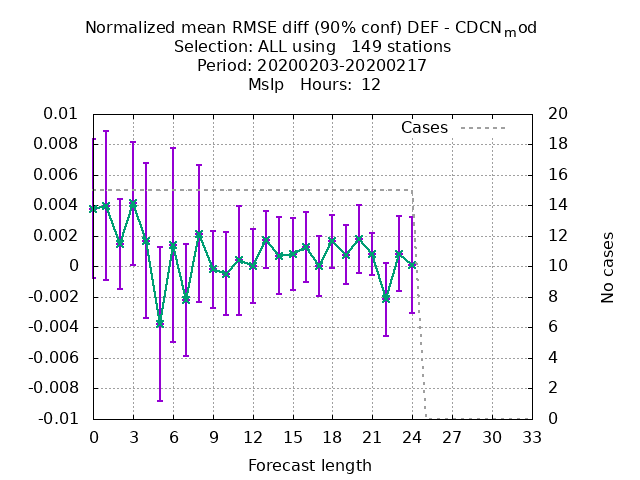 Normalized mean RMSE diff (90% conf) DEF - CDCNmod
Selection: ALL using   149 stations
Period: 20200203-20200217
Mslp   Hours:  12
0.01
0.008
0.006
0.004
0.002
0
-0.002
-0.004
-0.006
-0.008
-0.01
Cases
20
18
16
14
12
10
8
6
4
2
0
No cases
0 3 6 9 12 15 18 21 24 27 30 33
Forecast length